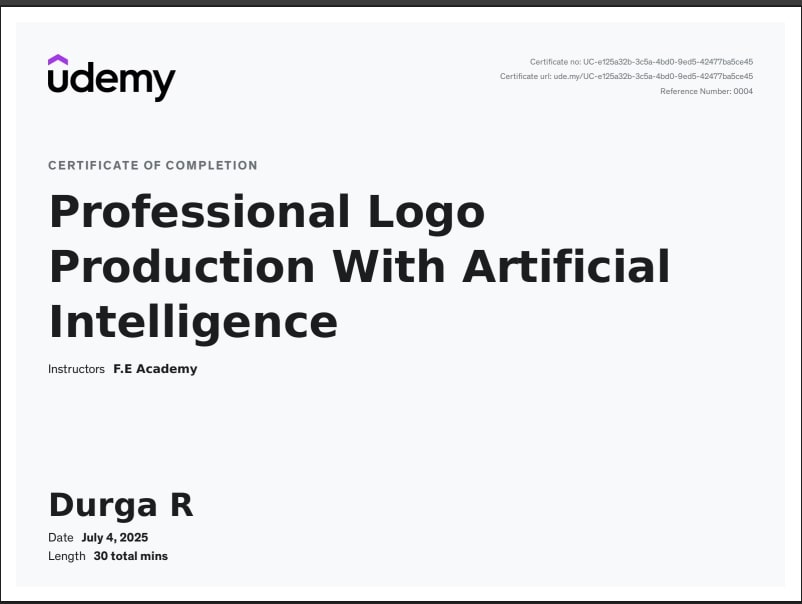 udemy
Certificate no: UC-e125a32b-3c5a-4bd0-9ed5-42477ba5ce45
Certificate url: ude.my/UC-e125a32b-3c5a-4bd0-9ed5-42477ba5ce45
Reference Number: 0004
CERTIFICATE OF COMPLETION
Professional Logo
Production With Artificial
Intelligence
Instructors F.E Academy
Durga R
Date July 4, 2025
Length 30 total mins